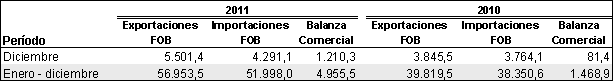 2011 2010
Exportaciones Importaciones Balanza Exportaciones Importaciones Balanza
Período FOB FOB Comercial FOB FOB Comercial
Diciembre 5.501,4 4.291,1 1.210,3 3.845,5 3.764,1 81,4
Enero - diciembre 56.953,5 51.998,0 4.955,5 39.819,5 38.350,6 1.468,9